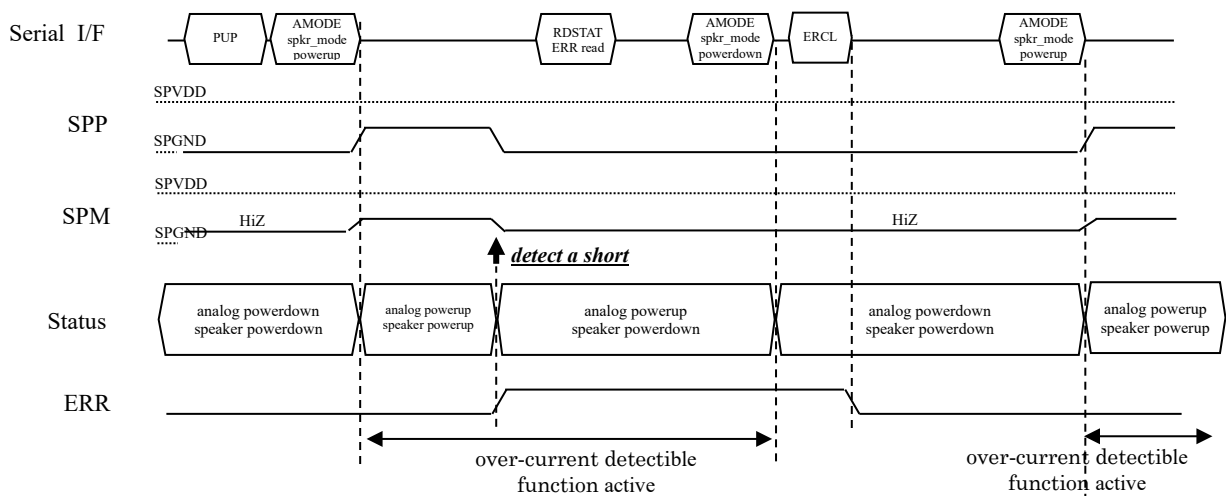 Serial I/F
PUP
AMODE
spkr_mode
powerup
RDSTAT
ERR read
AMODE
spkr_mode
powerdown
ERCL
AMODE
spkr_mode
powerup
SPVDD
SPP
SPGND
SPVDD
SPM
HiZ
HiZ
SPGND
detect a short
Status
analog powerdown
speaker powerdown
analog powerup
speaker powerup
analog powerup
speaker powerdown
analog powerdown
speaker powerdown
analog powerup
speaker powerup
ERR
over-current detectible
function active
over-current detectible
function active